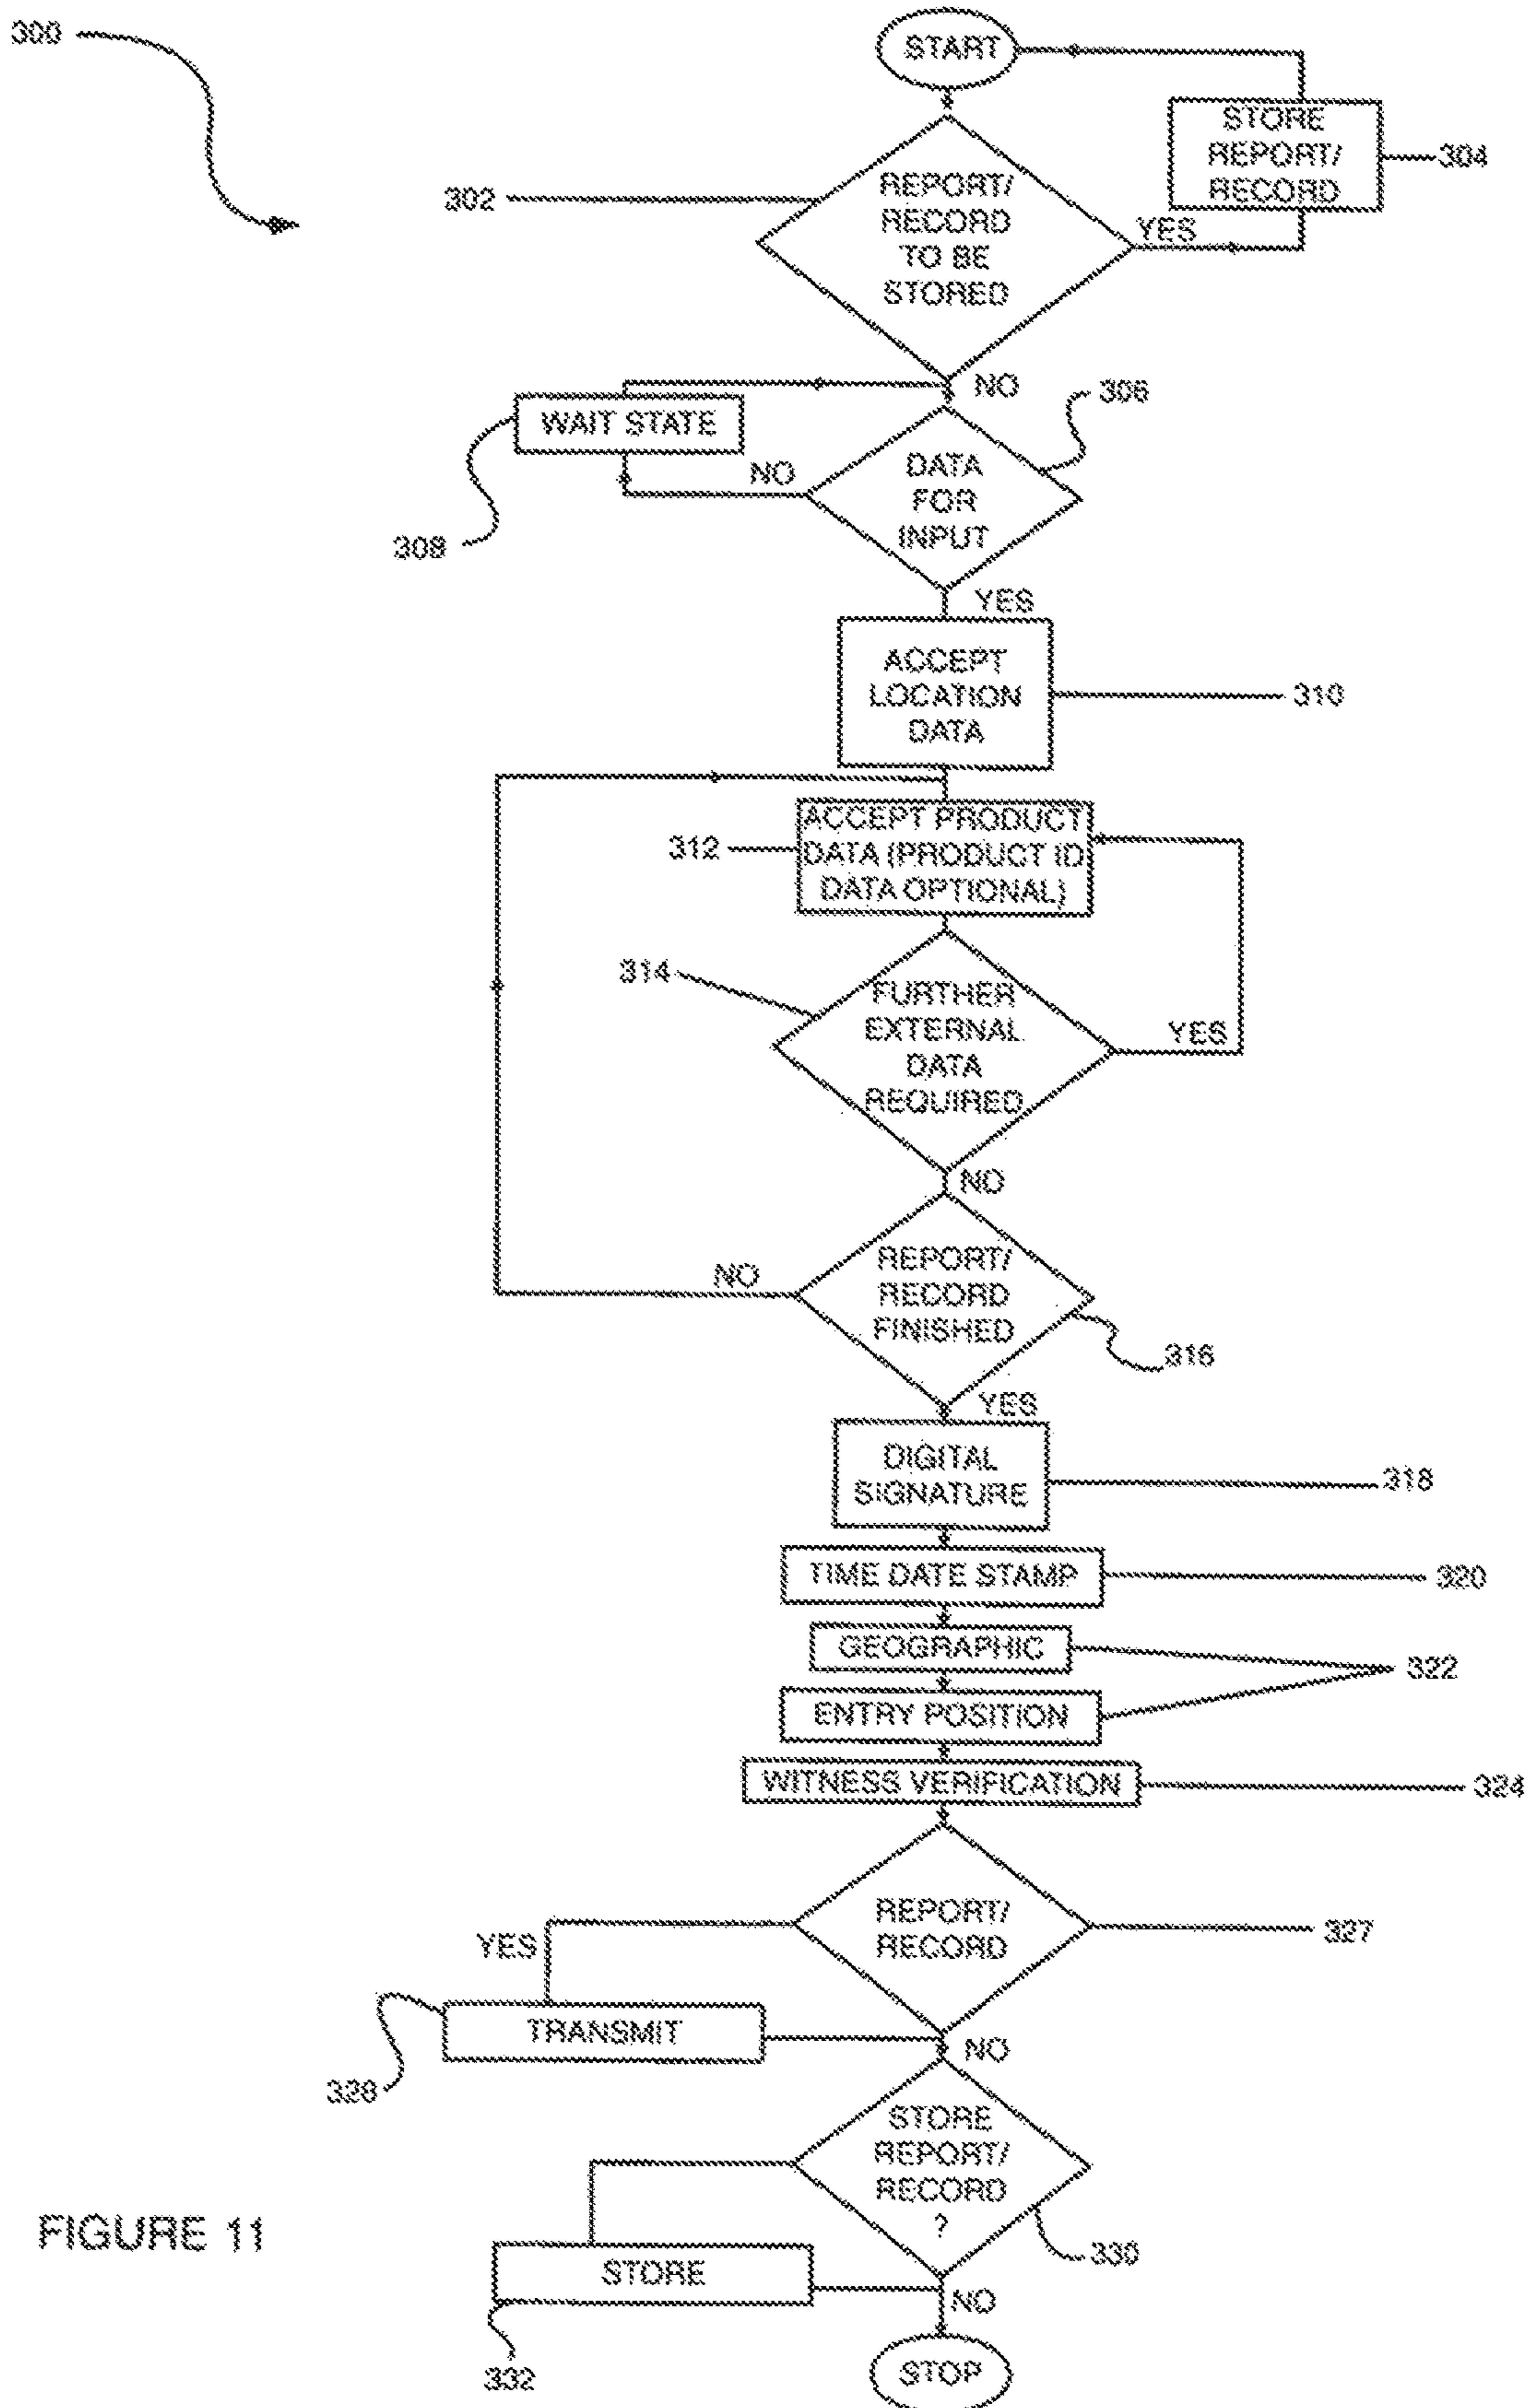 300
START
STORE
REPORT/
RECORD
304
302
REPORT/
RECORD
TO BE
STORED
YES
NO
306
WAIT STATE
308
NO
DATA
FOR
INPUT
YES
ACCEPT
LOCATION
DATA
310
312
ACCEPT PRODUCT
DATA (PRODUCT ID
DATA OPTIONAL)
314
FURTHER
EXTERNAL
DATA
REQUIRED
YES
NO
NO
REPORT/
RECORD
FINISHED
316
YES
DIGITAL
SIGNATURE
318
TIME DATE STAMP
320
GEOGRAPHIC
322
ENTRY POSITION
WITNESS VERIFICATION
324
REPORT/
RECORD
327
YES
TRANSMIT
328
NO
STORE
REPORT/
RECORD
?
330
STORE
332
NO
STOP
FIGURE 11